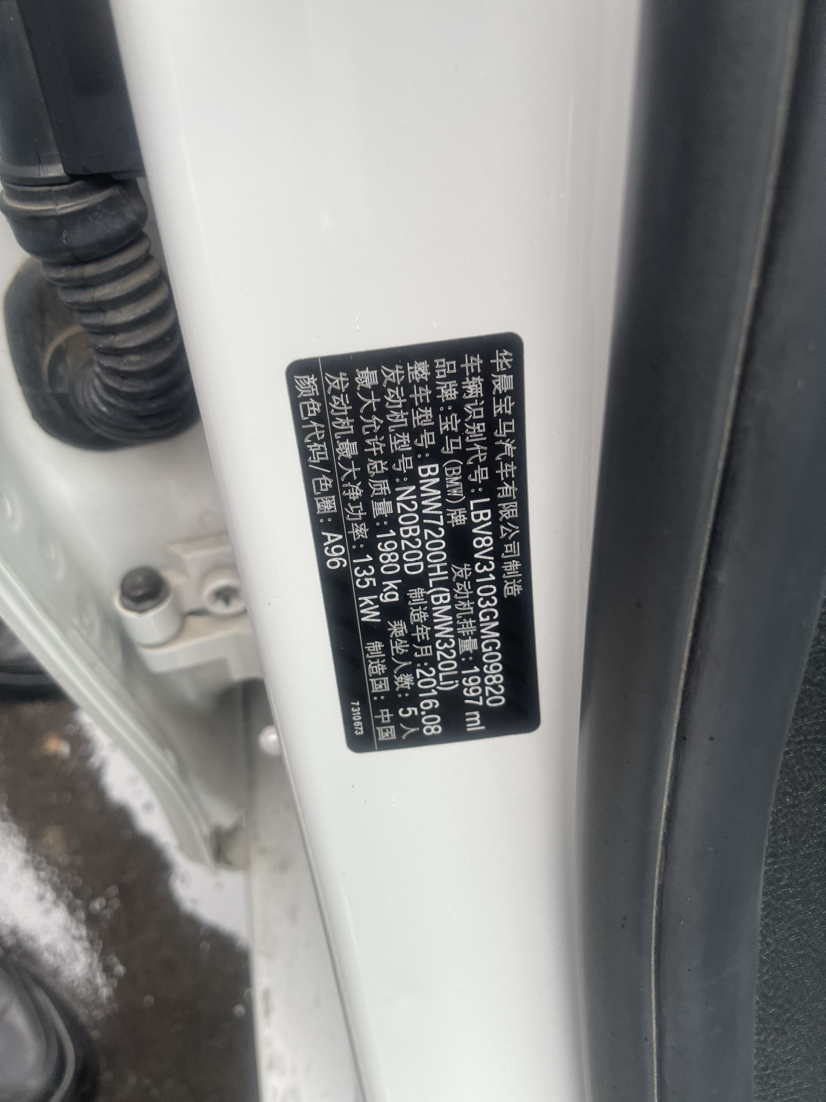 华晨宝马汽车有限公司制造
车辆识别代号：LBV8V3103GMG09820
品牌：宝马(BMW)牌 发动机排量：1997 ml
整车型号：BMW7200HL(BMW320Li)
发动机型号：N20B20D 制造年月：2016.08
最大允许总质量：1980 kg 乘坐人数：5人
发动机最大净功率：135 kW 制造国：中国
颜色代码/色圈：A96 7 310 673